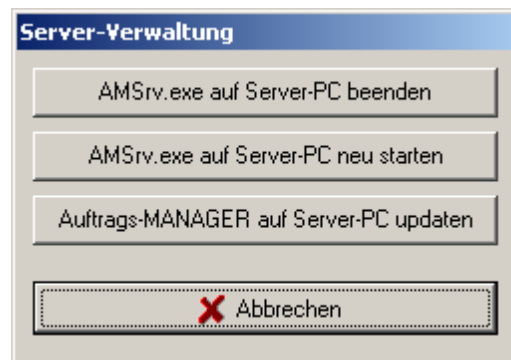 Server-Verwaltung
AMSrv.exe auf Server-PC beenden
AMSrv.exe auf Server-PC neu starten
Auftrags-MANAGER auf Server-PC updaten
Abbrechen